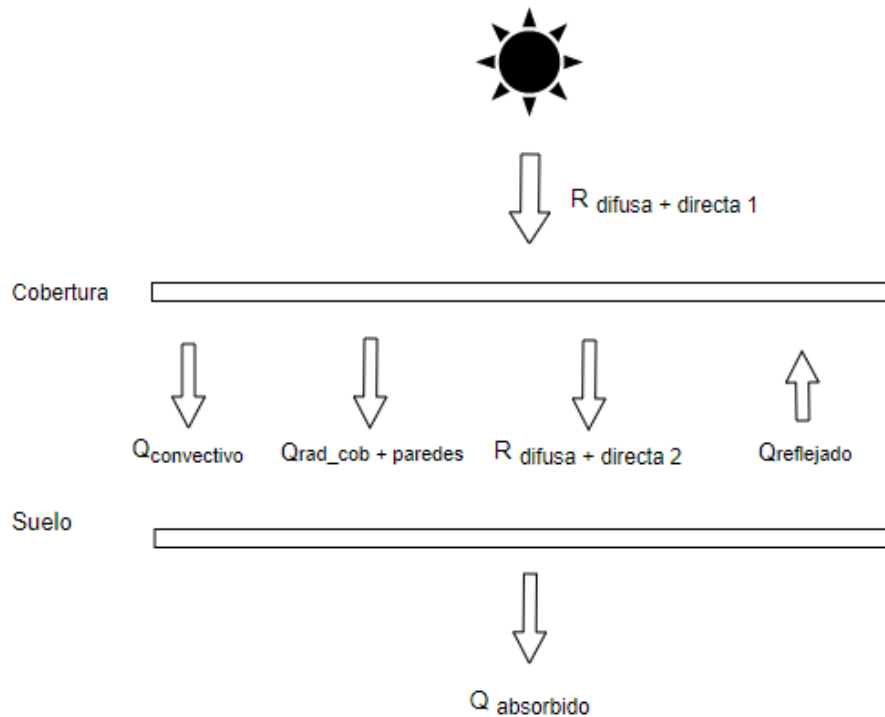 R difusa + directa 1
Cobertura
Qconvectivo
Qrad_cob + paredes
R difusa + directa 2
Qreflejado
Suelo
Q absorbido